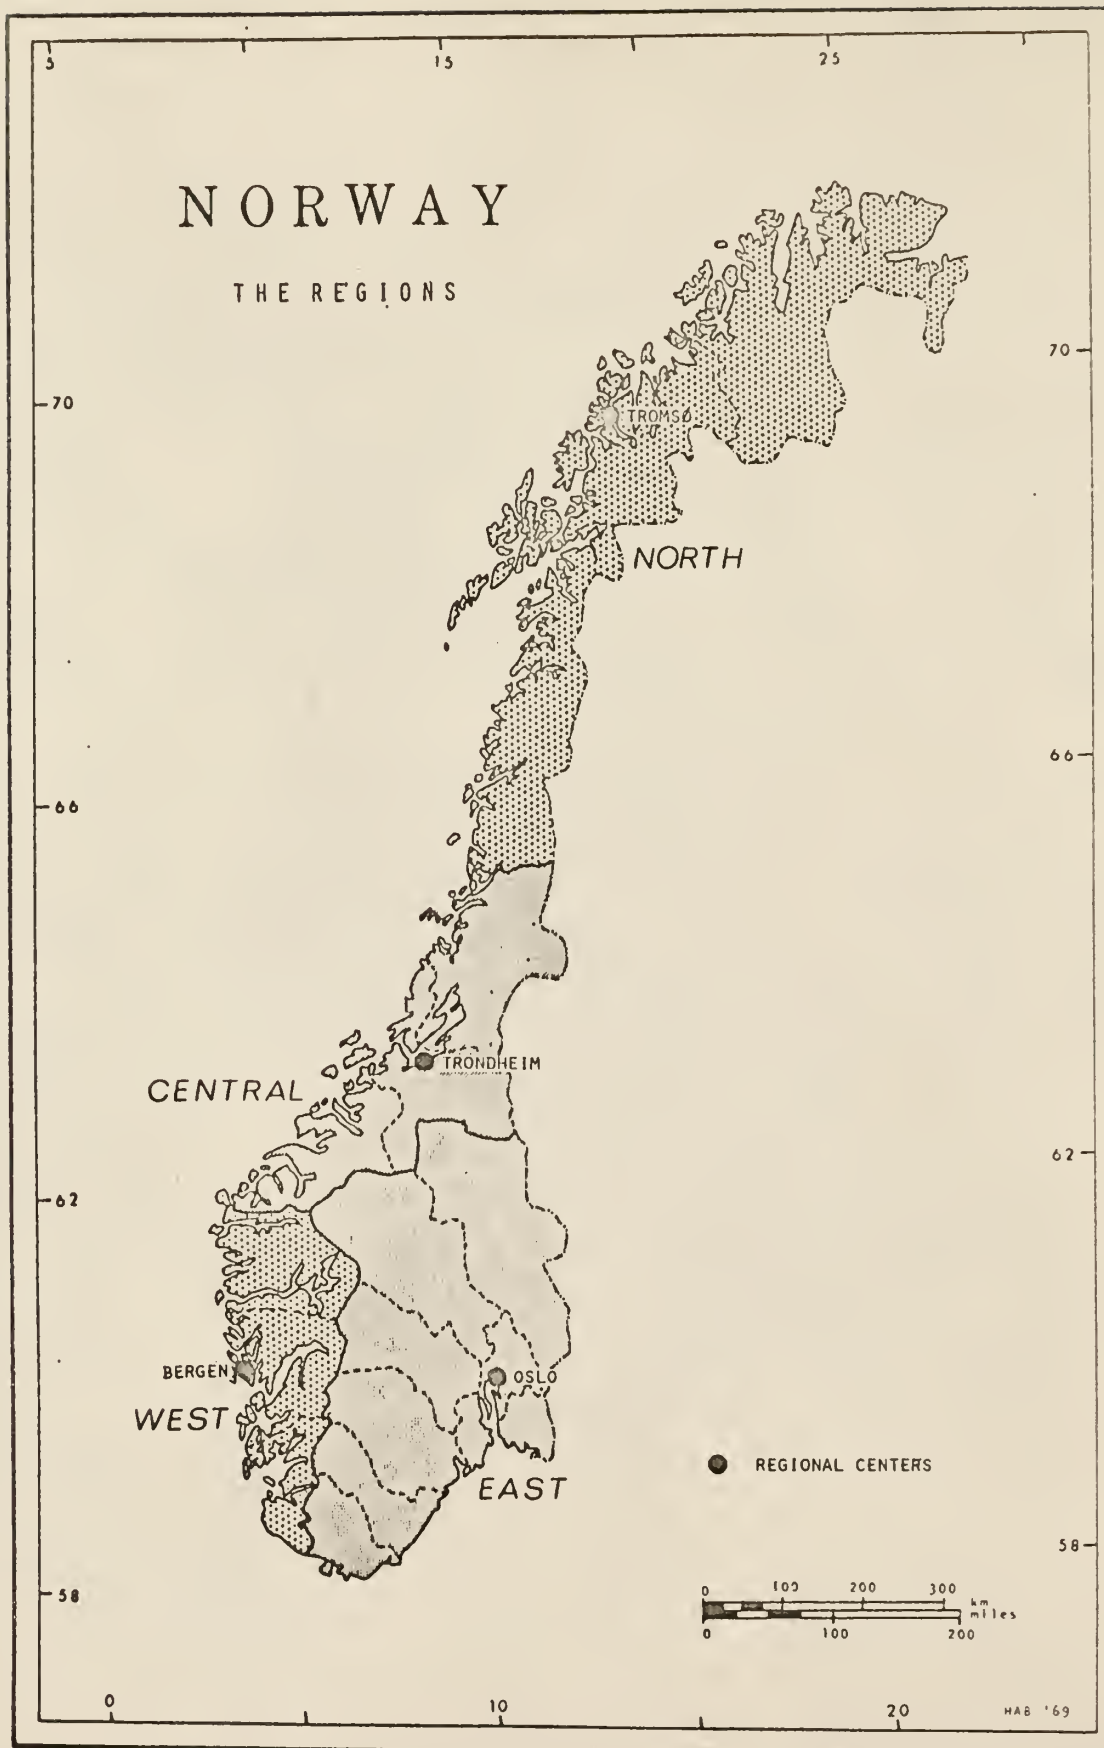 5 15 25
NORWAY
THE REGIONS
70
70
TROMSØ
NORTH
66
66
TRONDHEIM
CENTRAL
62
62
BERGEN
OSLO
WEST
REGIONAL CENTERS
EAST
58
58
0 100 200 300
km
miles
0 100 200
0 10 20
HAB '69